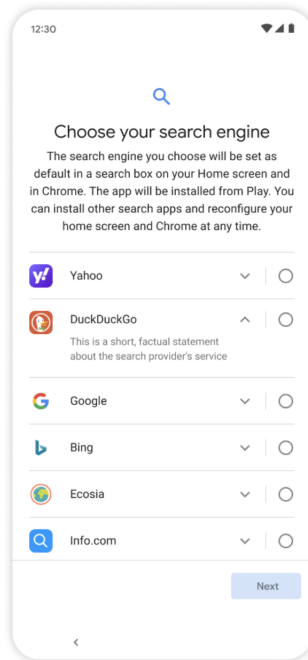 12:30
Choose your search engine
The search engine you choose will be set as
default in a search box on your Home screen and
in Chrome. The app will be installed from Play. You
can install other search apps and reconfigure your
home screen and Chrome at any time.
Yahoo
DuckDuckGo
This is a short, factual statement
about the search provider's service
Google
Bing
Ecosia
Info.com
Next